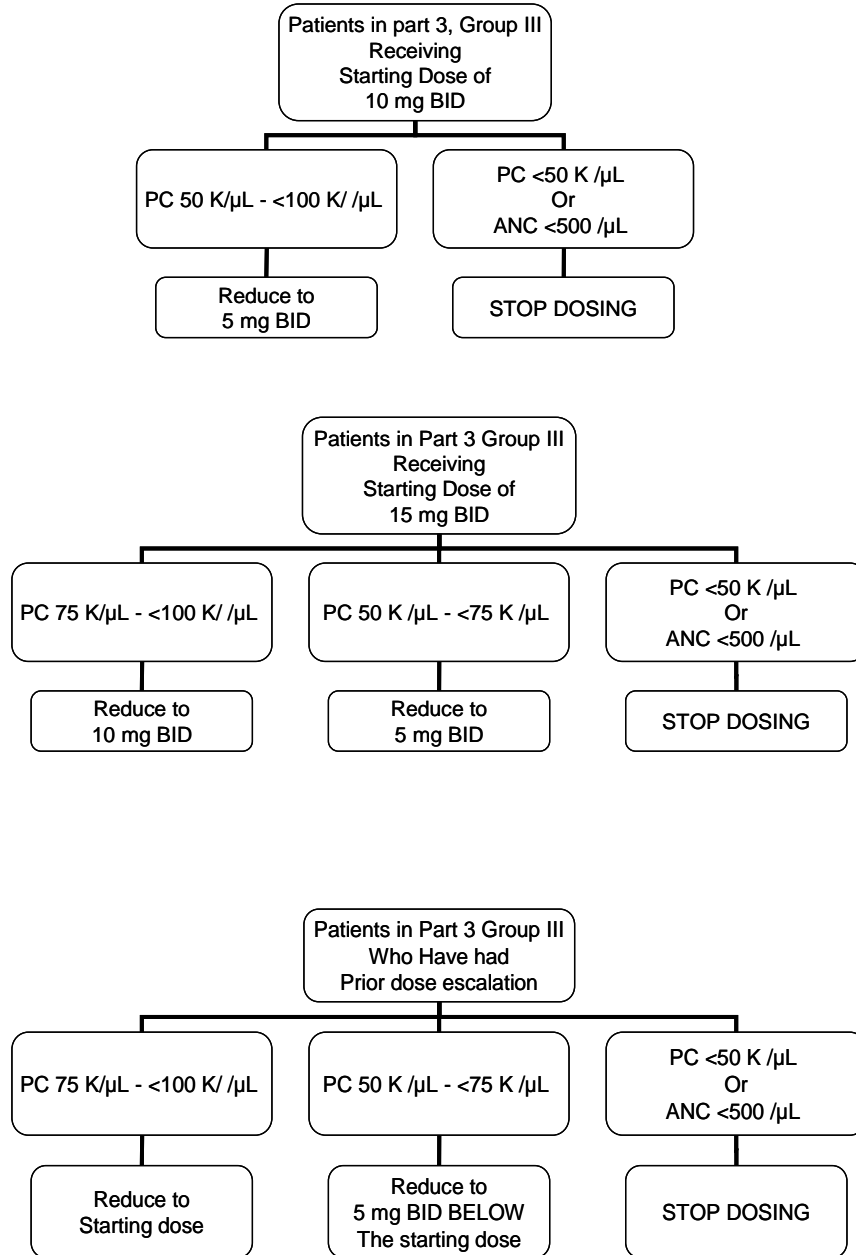 Patients in part 3, Group III
Receiving
Starting Dose of
10 mg BID
PC 50 K/µL - <100 K/ /µL
PC <50 K /µL
Or
ANC <500 /µL
Reduce to
5 mg BID
STOP DOSING
Patients in Part 3 Group III
Receiving
Starting Dose of
15 mg BID
PC 75 K/µL - <100 K/ /µL
PC 50 K /µL - <75 K /µL
PC <50 K /µL
Or
ANC <500 /µL
Reduce to
10 mg BID
Reduce to
5 mg BID
STOP DOSING
Patients in Part 3 Group III
Who Have had
Prior dose escalation
PC 75 K/µL - <100 K/ /µL
PC 50 K /µL - <75 K /µL
PC <50 K /µL
Or
ANC <500 /µL
Reduce to
Starting dose
Reduce to
5 mg BID BELOW
The starting dose
STOP DOSING